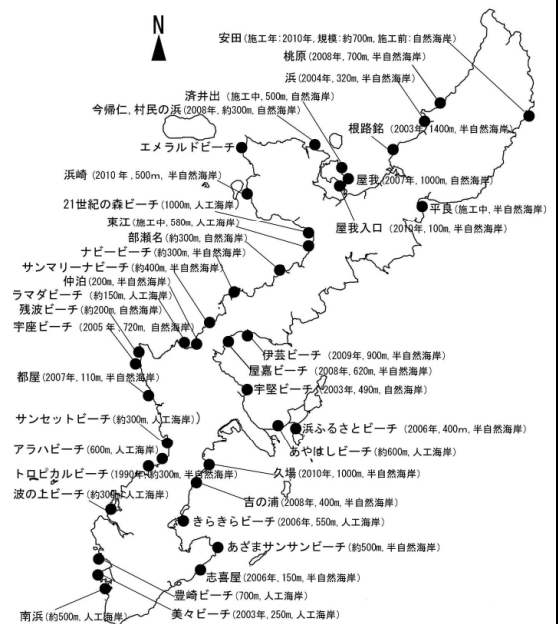 N
安田(施工年:2010年, 規模:約700m, 施工前:自然海岸)
桃原(2008年, 700m, 半自然海岸)
浜(2004年, 320m, 半自然海岸)
済井出 (施工中, 500m, 自然海岸)
今帰仁, 村民の浜(2008年, 約300m, 自然海岸)
根路銘 (2003年, 1400m, 半自然海岸)
エメラルドビーチ
浜崎 (2010年, 500m, 半自然海岸)
屋我(2007年, 1000m, 自然海岸)
21世紀の森ビーチ(1000m, 人工海岸)
平良(施工中, 半自然海岸)
東江(施工中, 580m, 人工海岸)
屋我入口 (2010年, 100m, 半自然海岸)
部瀬名(約300m, 自然海岸)
ナビービーチ(約300m, 半自然海岸)
サンマリーナビーチ(約400m, 半自然海岸)
仲泊(200m, 半自然海岸)
ラマダビーチ(約150m, 人工海岸)
残波ビーチ(約200m, 自然海岸)
宇座ビーチ (2005年, 720m, 自然海岸)
伊芸ビーチ (2009年, 900m, 半自然海岸)
屋嘉ビーチ (2008年, 620m, 半自然海岸)
都屋(2007年, 110m, 半自然海岸)
宇堅ビーチ(2003年, 490m, 自然海岸)
サンセットビーチ(約300m, 人工海岸)
浜ふるさとビーチ (2006年, 400m, 半自然海岸)
アラハビーチ(600m, 人工海岸)
あやはしビーチ(約600m, 人工海岸)
トロピカルビーチ(1990年, 約300m, 半自然海岸)
久場(2010年, 1000m, 半自然海岸)
波の上ビーチ(約300m, 人工海岸)
吉の浦(2008年, 400m, 半自然海岸)
きらきらビーチ(2006年, 550m, 人工海岸)
あざまサンサンビーチ(約500m, 半自然海岸)
志喜屋(2006年, 150m, 半自然海岸)
豊崎ビーチ(700m, 人工海岸)
南浜(約500m, 人工海岸)
美々ビーチ(2003年, 250m, 人工海岸)